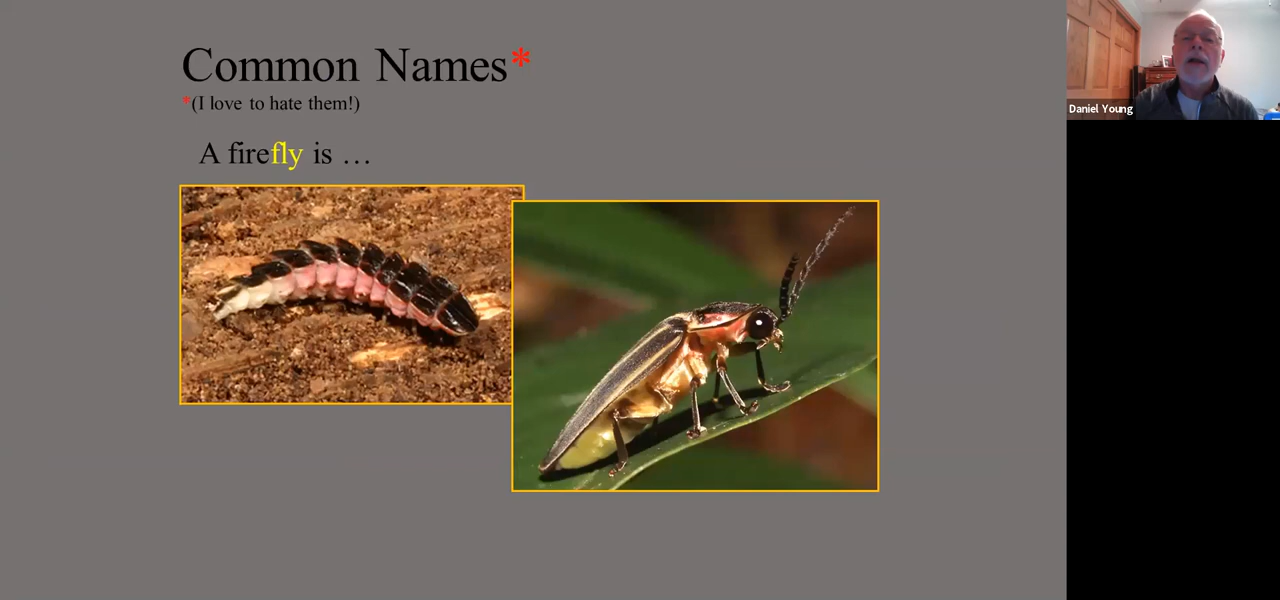 Common Names*
*(I love to hate them!)
A firefly is …
Daniel Young